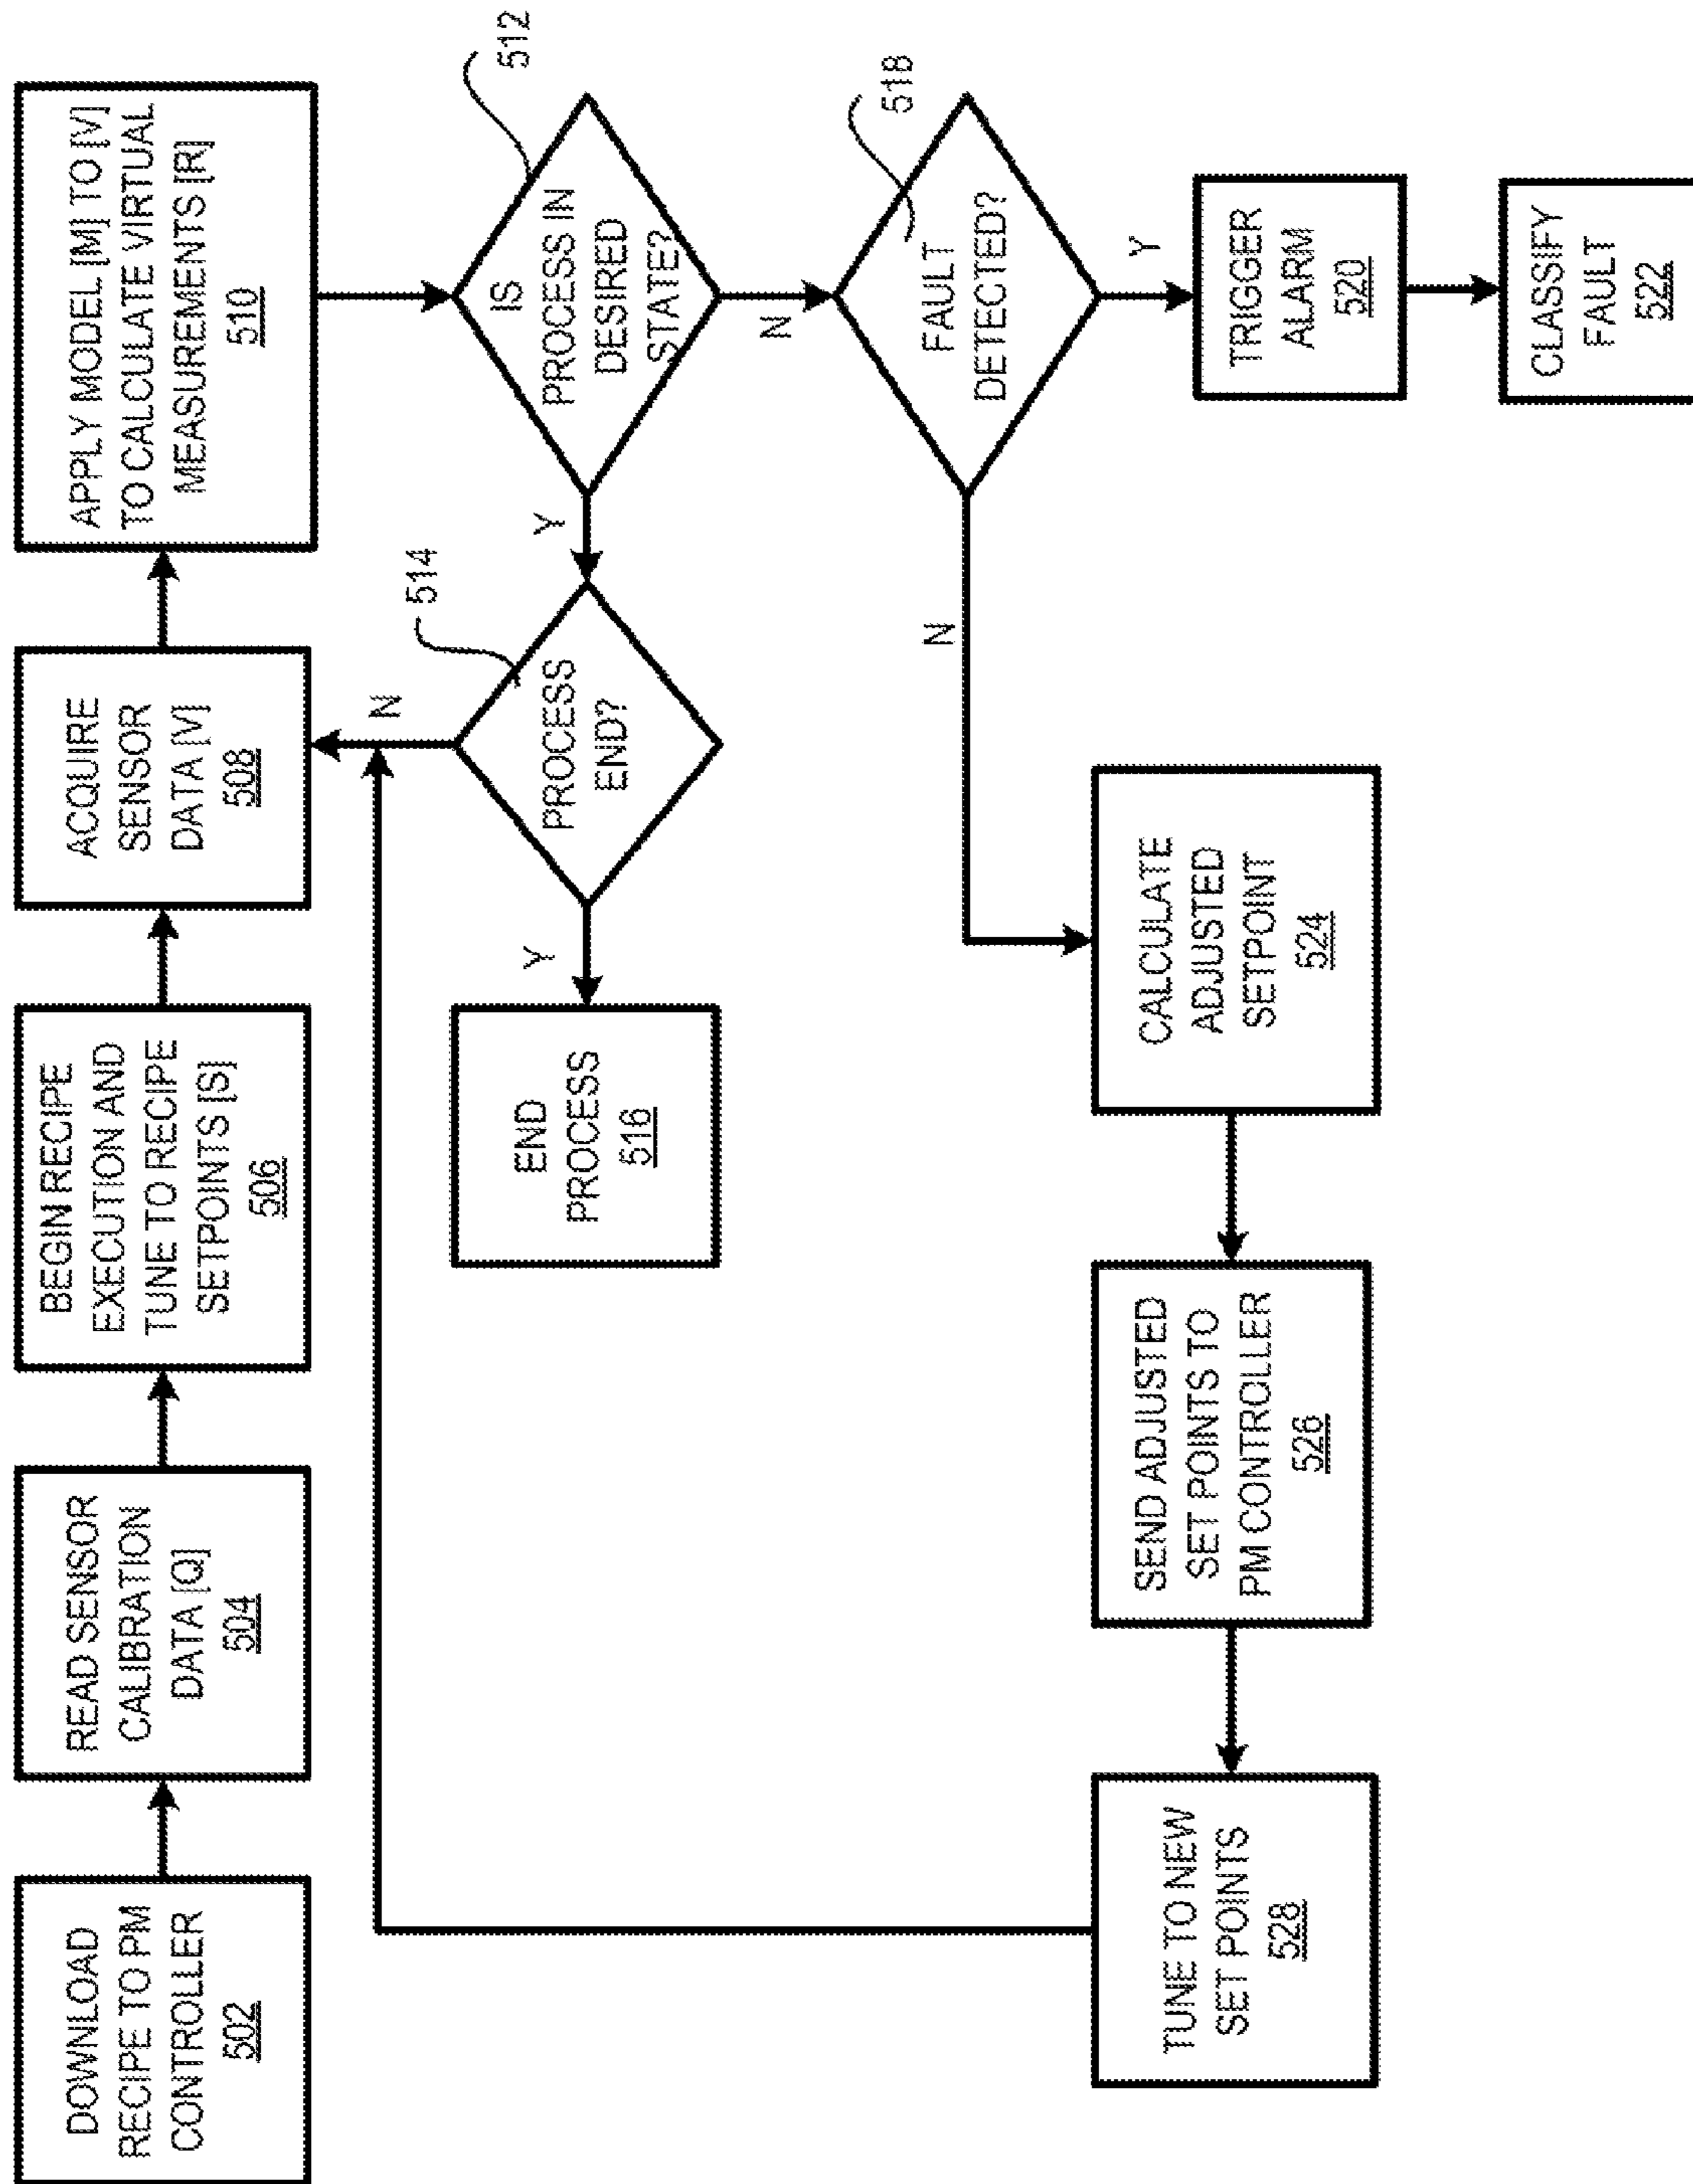 DOWNLOAD
RECIPE TO PM
CONTROLLER
502
READ SENSOR
CALIBRATION
DATA [Q]
504
BEGIN RECIPE
EXECUTION AND
TUNE TO RECIPE
SETPOINTS [S]
506
ACQUIRE
SENSOR
DATA [V]
508
APPLY MODEL [M] TO [V]
TO CALCULATE VIRTUAL
MEASUREMENTS [R]
510
IS
PROCESS IN
DESIRED
STATE?
512
Y
N
PROCESS
END?
514
N
Y
END
PROCESS
516
FAULT
DETECTED?
518
N
Y
TRIGGER
ALARM
520
CLASSIFY
FAULT
522
CALCULATE
ADJUSTED
SETPOINT
524
SEND ADJUSTED
SET POINTS TO
PM CONTROLLER
526
TUNE TO NEW
SET POINTS
528